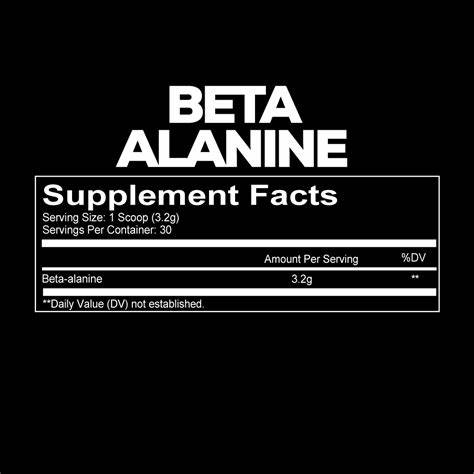 BETA
ALANINE
Supplement Facts
Serving Size: 1 Scoop (3.2g)
Servings Per Container: 30
Amount Per Serving %DV
Beta-alanine 3.2g **
**Daily Value (DV) not established.